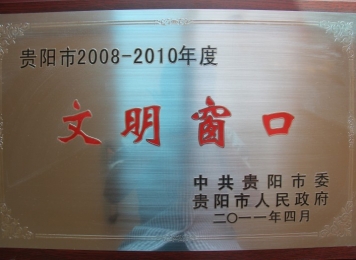 贵阳市2008-2010年度
文明窗口
中共贵阳市委
贵阳市人民政府
二〇一一年四月